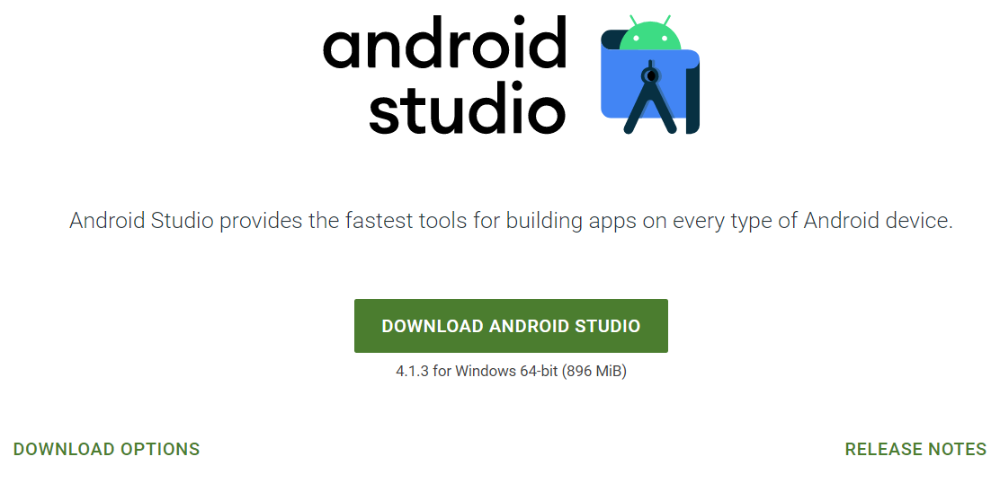 android
studio
Android Studio provides the fastest tools for building apps on every type of Android device.
DOWNLOAD ANDROID STUDIO
4.1.3 for Windows 64-bit (896 MiB)
DOWNLOAD OPTIONS
RELEASE NOTES